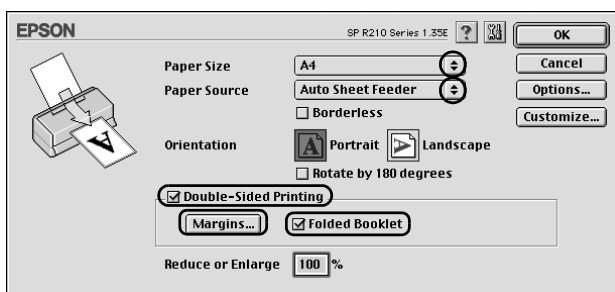 EPSON
SP R210 Series 1.35E ?
OK
Paper Size A4
Cancel
Paper Source Auto Sheet Feeder
Options...
Borderless
Customize...
Orientation A Portrait A Landscape
Rotate by 180 degrees
Double-Sided Printing
Margins... Folded Booklet
Reduce or Enlarge 100 %
A